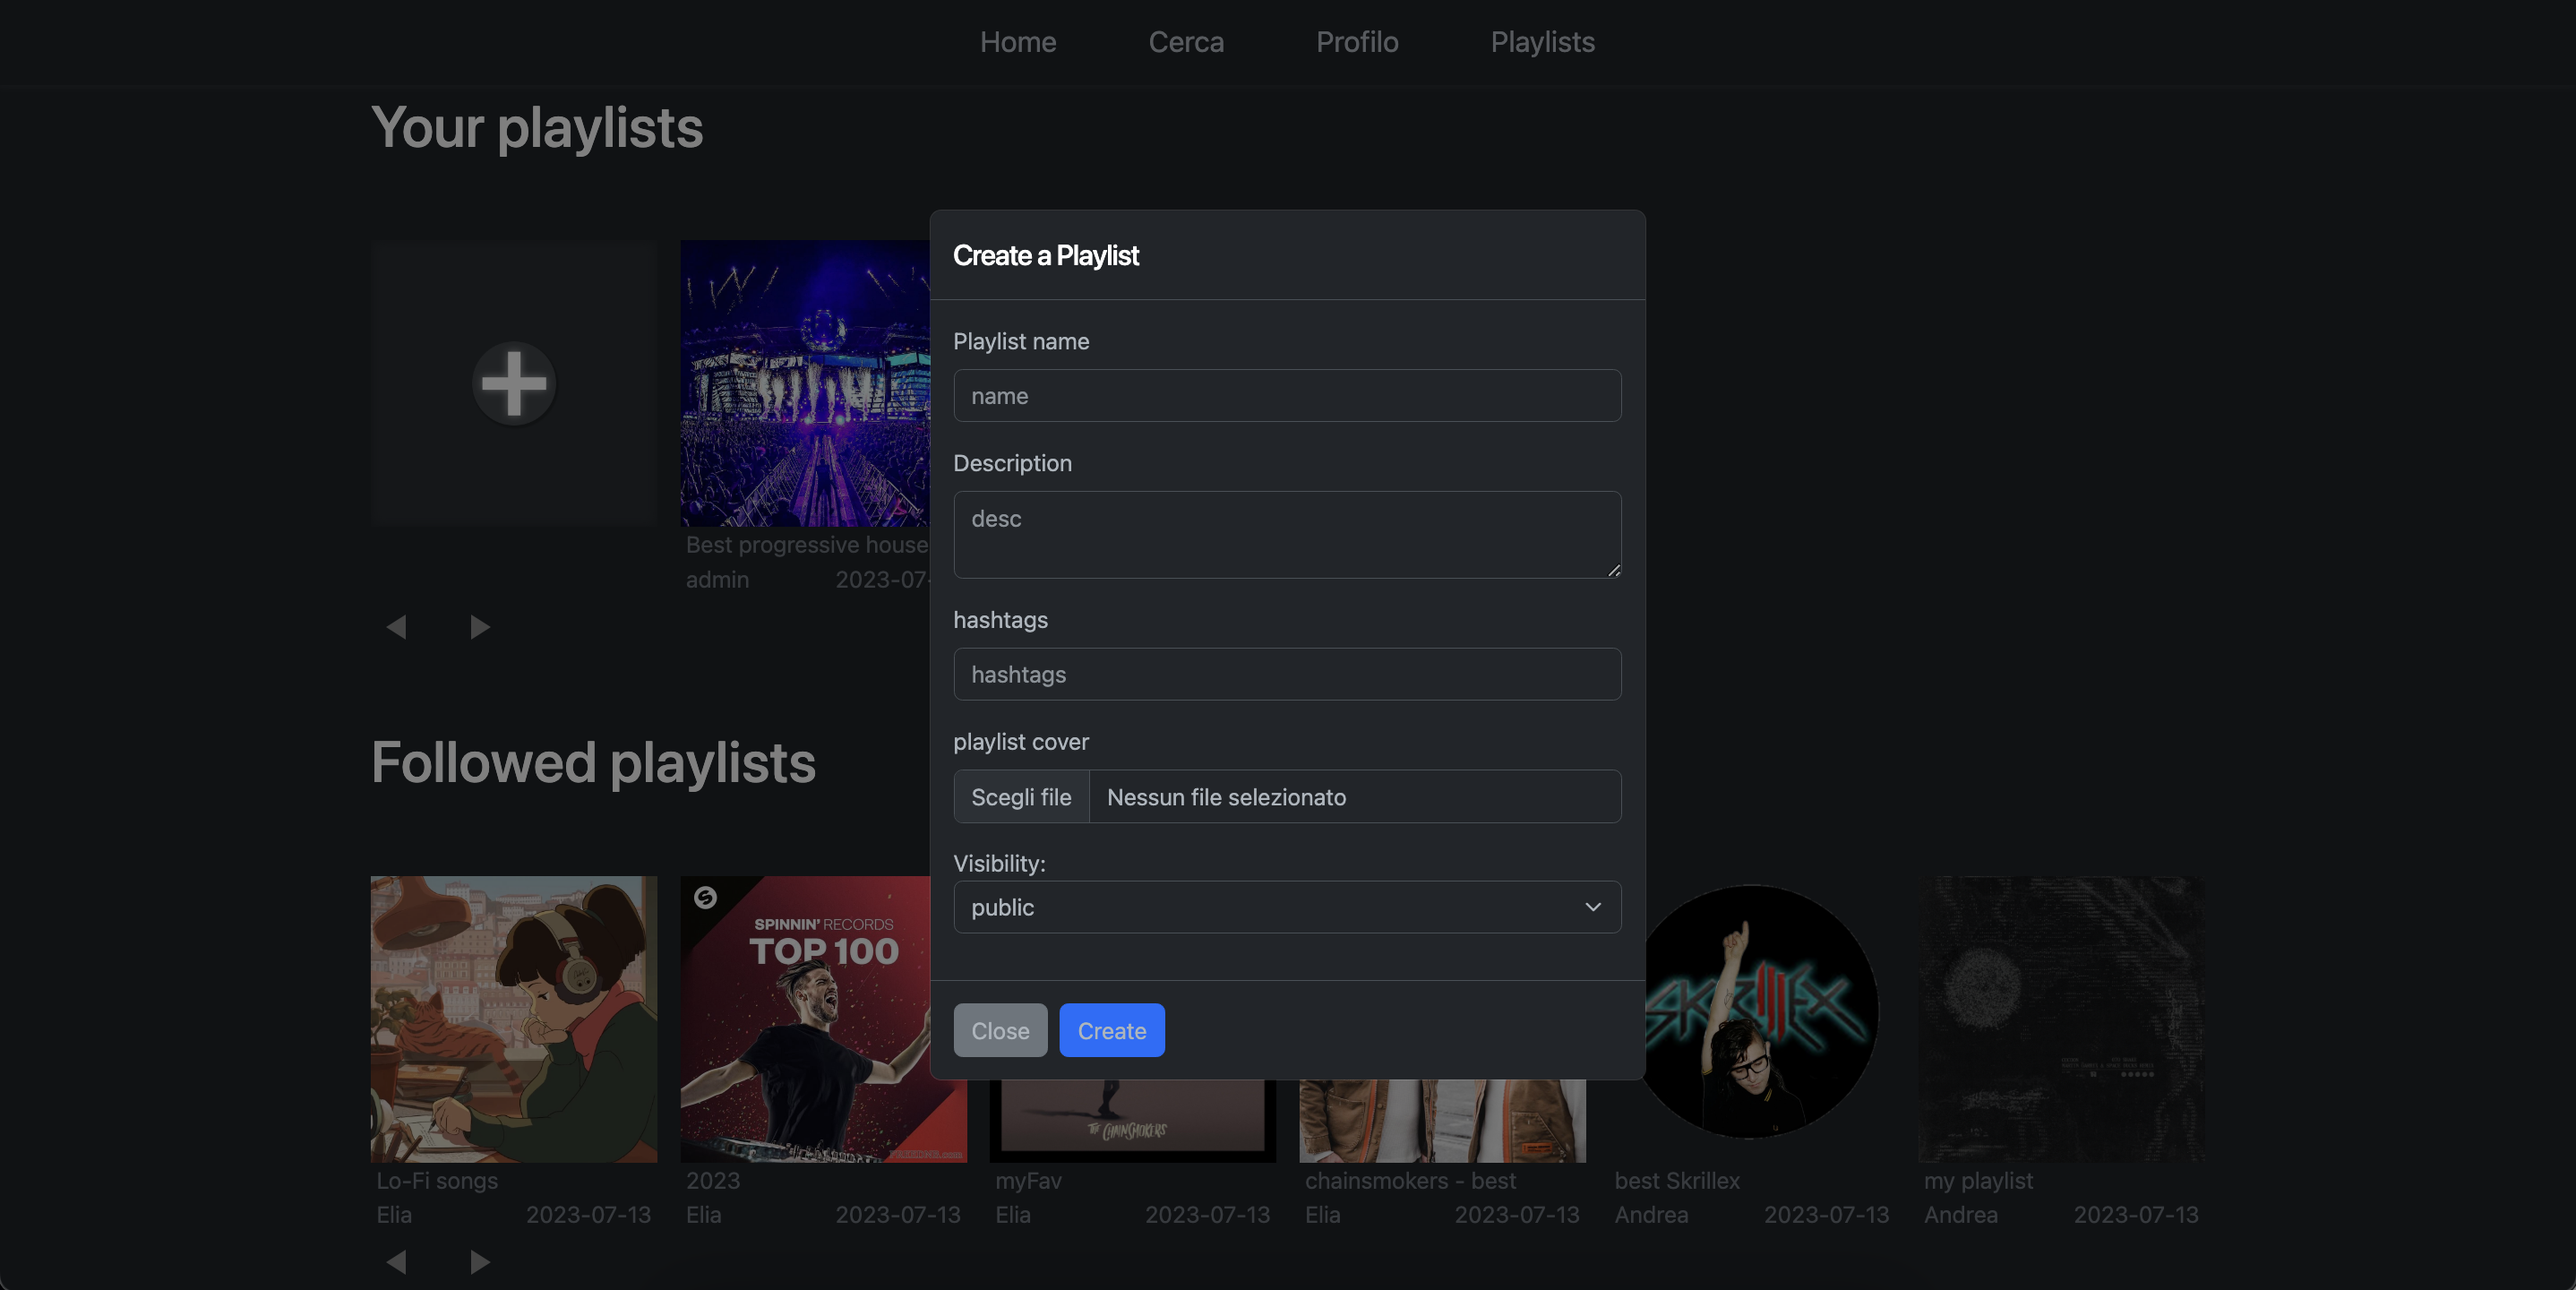 Home Cerca Profilo Playlists
Your playlists
Best progressive house
admin 2023-07-
Create a Playlist
Playlist name
name
Description
desc
hashtags
hashtags
playlist cover
Scegli file Nessun file selezionato
Visibility:
public
Close Create
Followed playlists
SPINNIN' RECORDS
TOP 100
THE CHAINSMOKERS
SKRILLEX
Lo-Fi songs
Elia 2023-07-13
2023
Elia 2023-07-13
myFav
Elia 2023-07-13
chainsmokers - best
Elia 2023-07-13
best Skrillex
Andrea 2023-07-13
my playlist
Andrea 2023-07-13